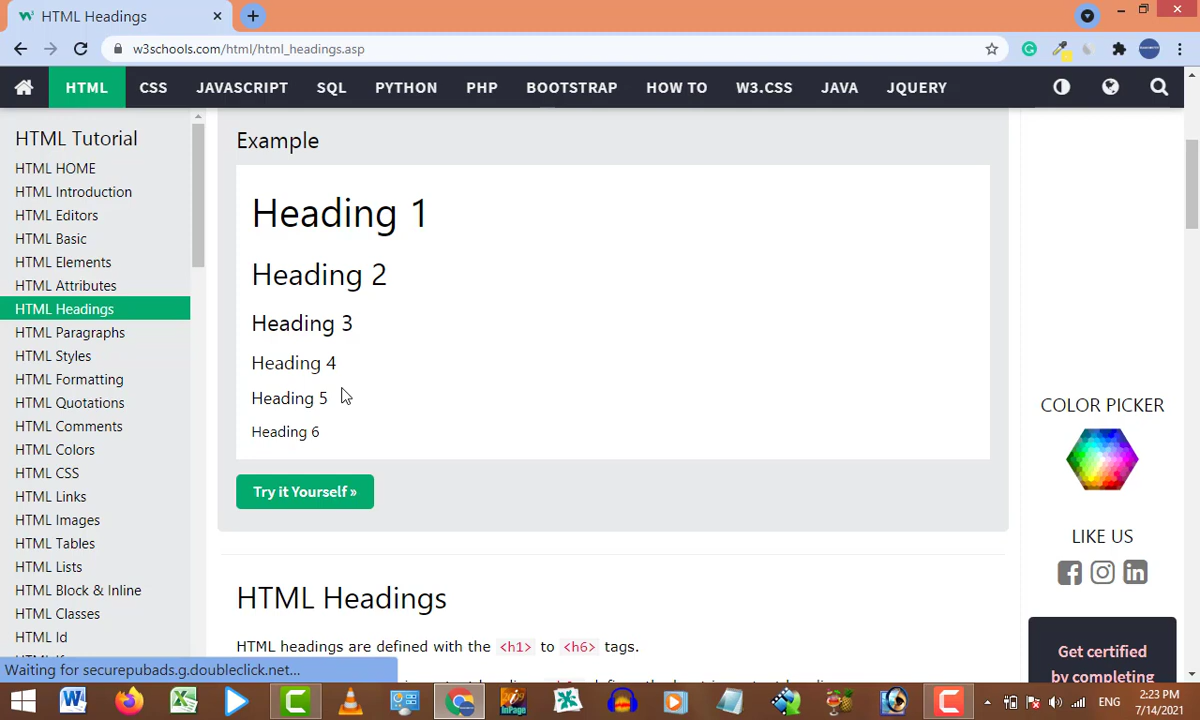 HTML Headings
w3schools.com/html/html_headings.asp
HTML
CSS
JAVASCRIPT
SQL
PYTHON
PHP
BOOTSTRAP
HOW TO
W3.CSS
JAVA
JQUERY
HTML Tutorial
HTML HOME
HTML Introduction
HTML Editors
HTML Basic
HTML Elements
HTML Attributes
HTML Headings
HTML Paragraphs
HTML Styles
HTML Formatting
HTML Quotations
HTML Comments
HTML Colors
HTML CSS
HTML Links
HTML Images
HTML Tables
HTML Lists
HTML Block & Inline
HTML Classes
HTML Id
Example
Heading 1
Heading 2
Heading 3
Heading 4
Heading 5
Heading 6
Try it Yourself »
HTML Headings
HTML headings are defined with the <h1> to <h6> tags.
COLOR PICKER
LIKE US
Get certified
by completing
Waiting for securepubads.g.doubleclick.net...
InPage
ENG
2:23 PM
7/14/2021